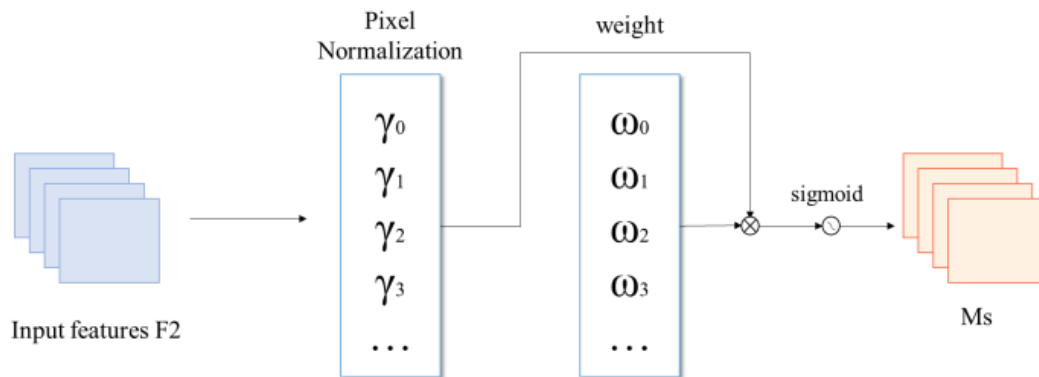 Pixel
Normalization
weight
γ0
γ1
γ2
γ3
...
ω0
ω1
ω2
ω3
...
sigmoid
Input features F2
Ms